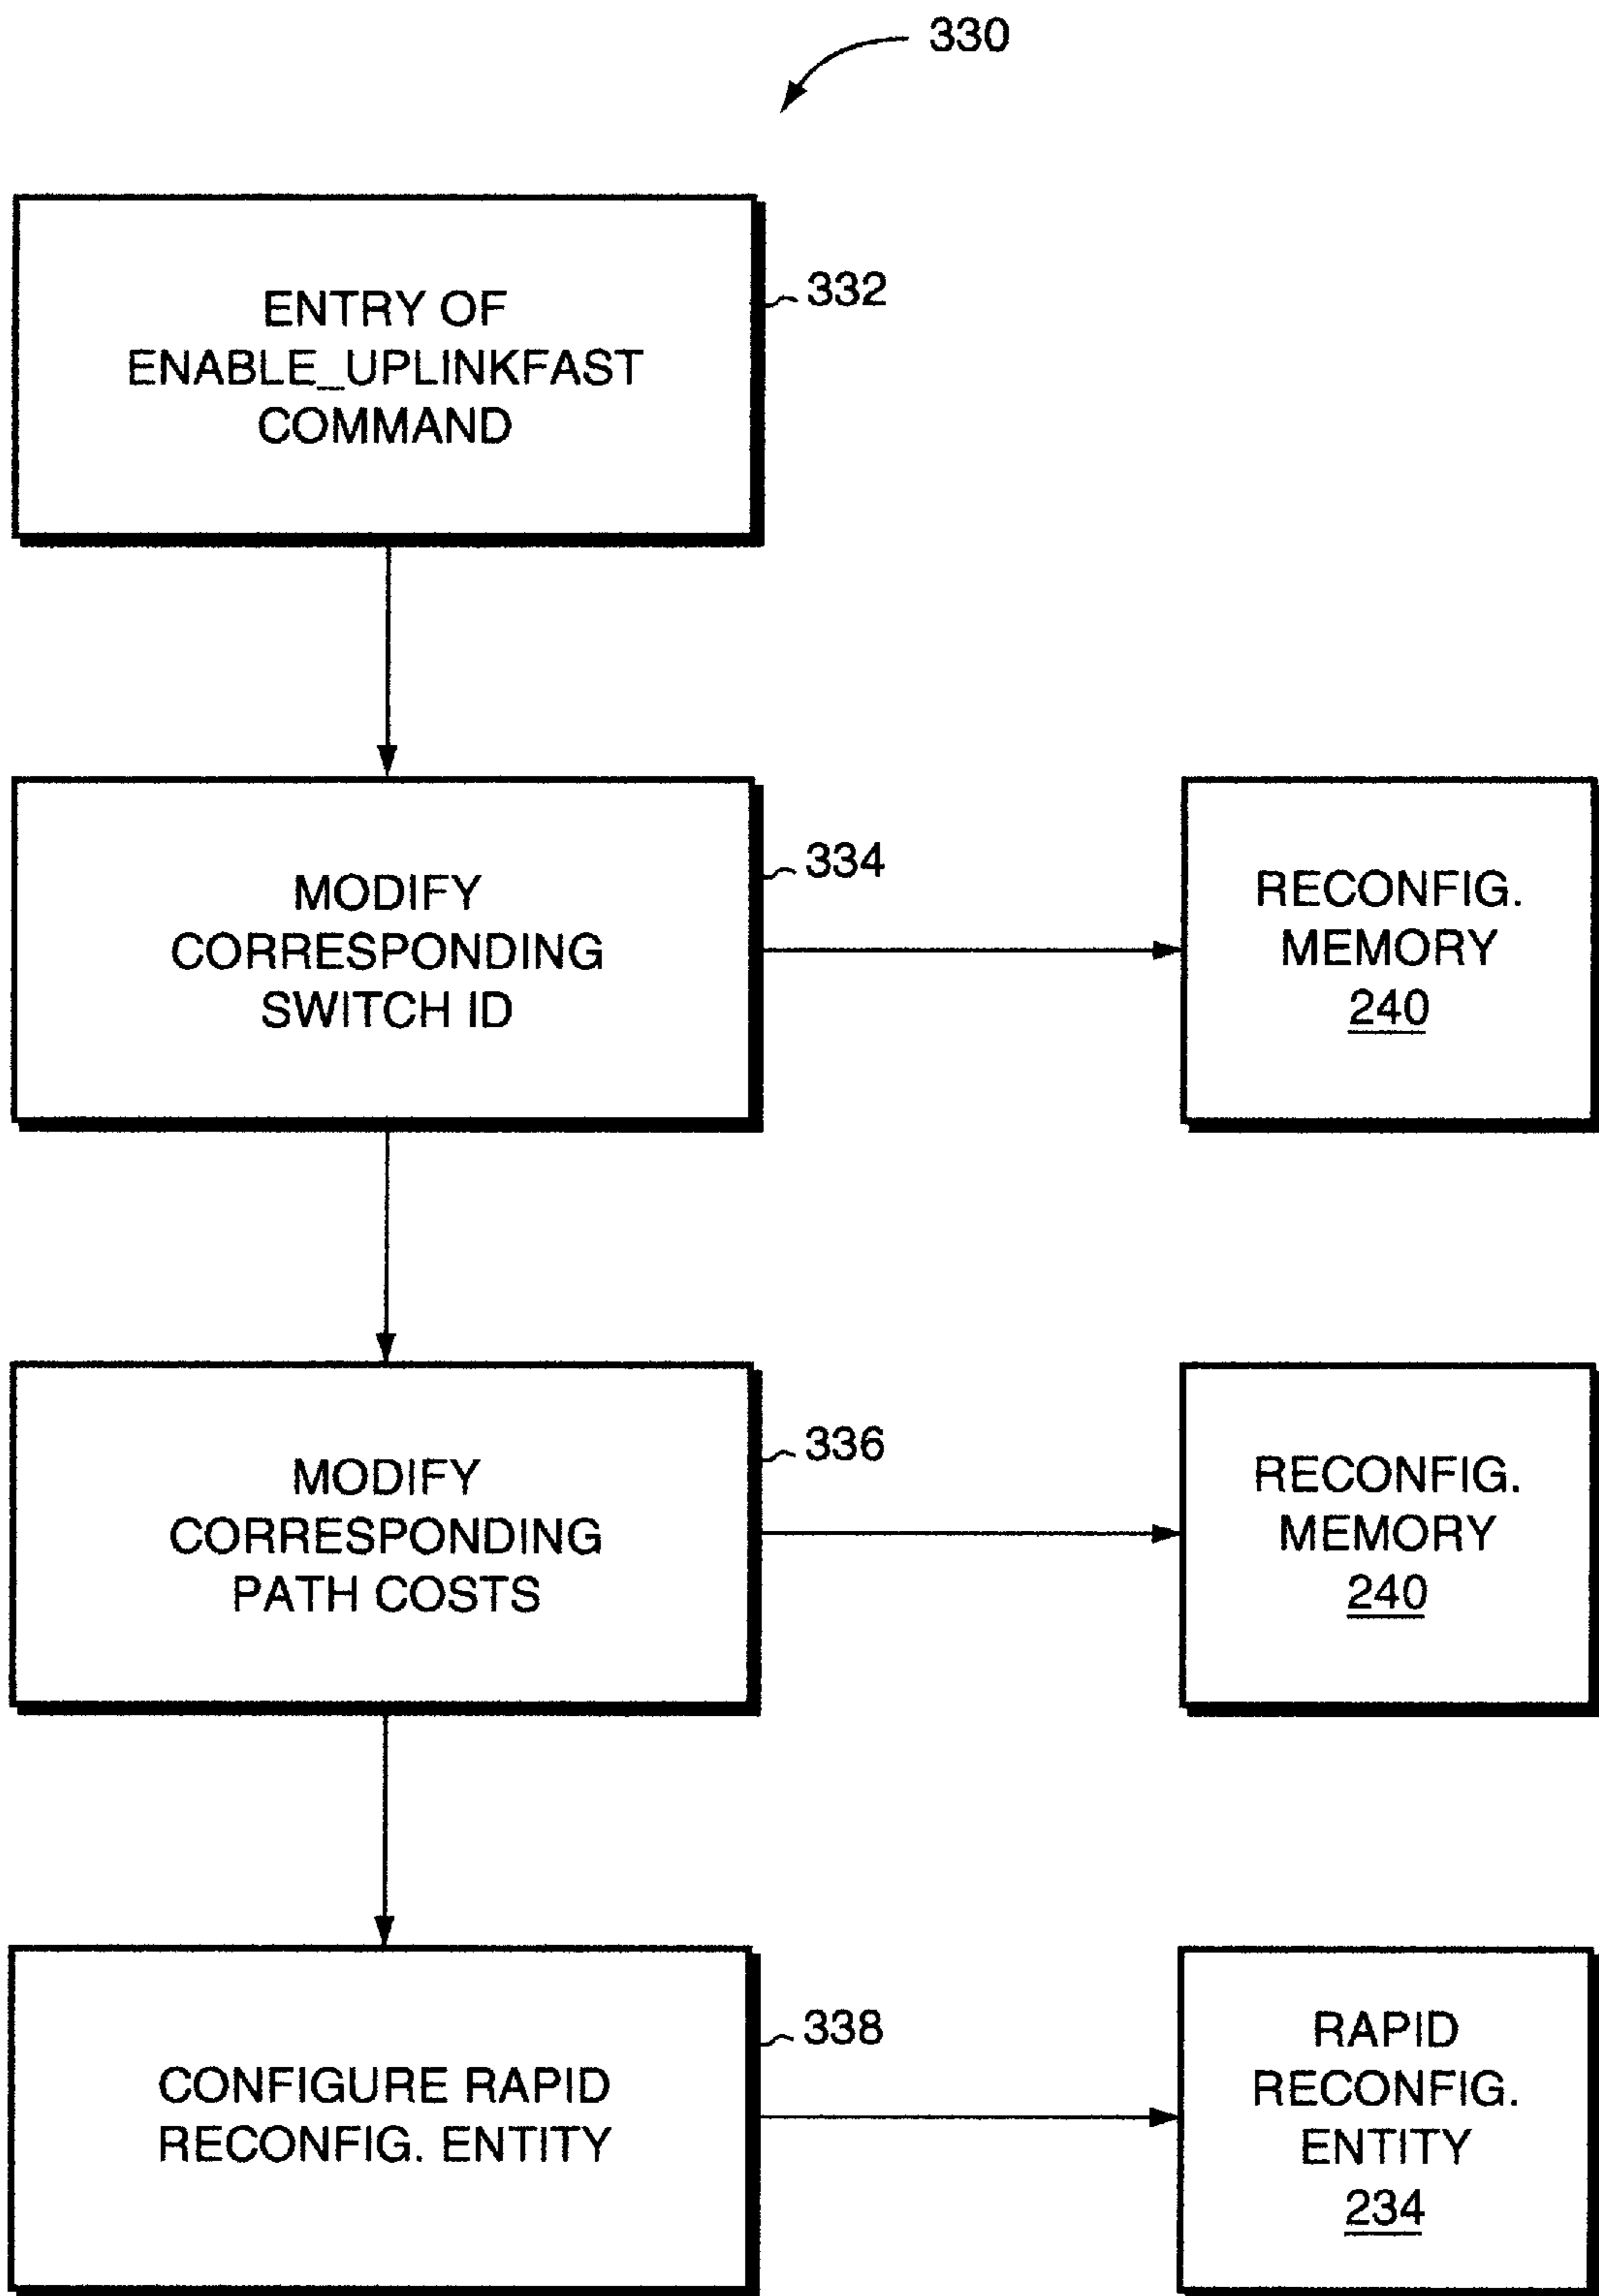 330
ENTRY OF
ENABLE_UPLINKFAST
COMMAND
332
MODIFY
CORRESPONDING
SWITCH ID
334
RECONFIG.
MEMORY
240
MODIFY
CORRESPONDING
PATH COSTS
336
RECONFIG.
MEMORY
240
CONFIGURE RAPID
RECONFIG. ENTITY
338
RAPID
RECONFIG.
ENTITY
234